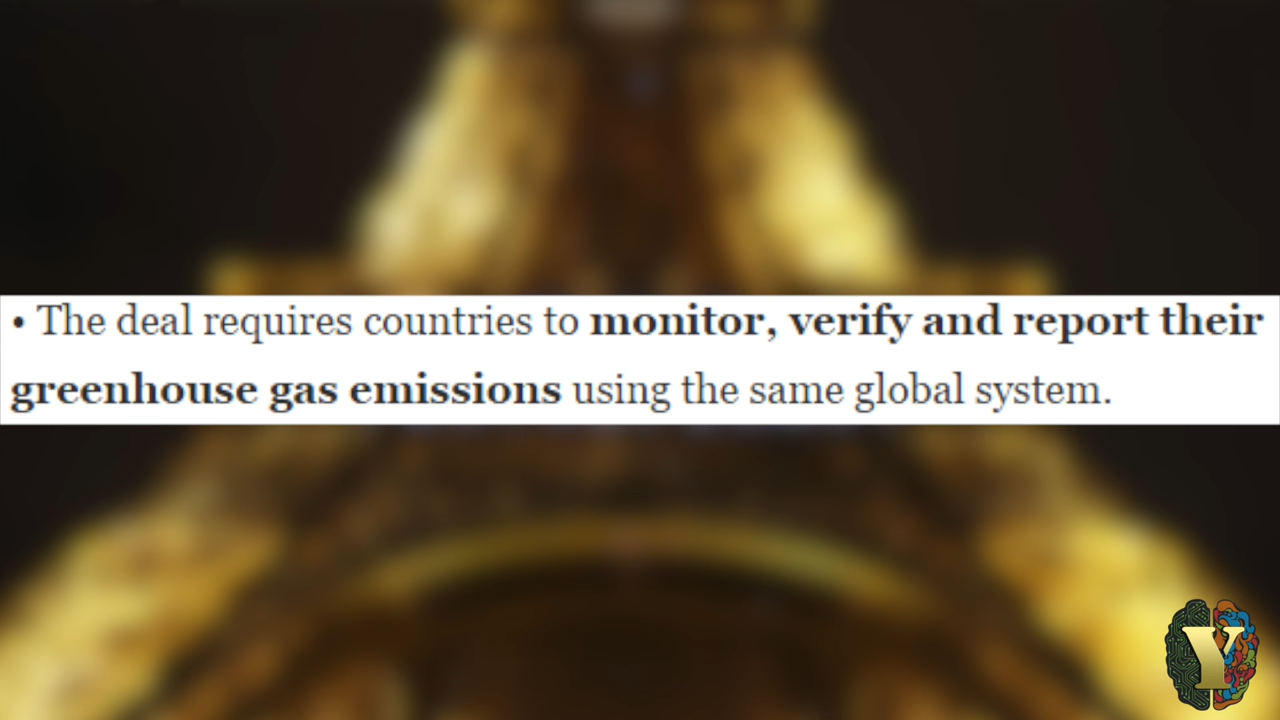 • The deal requires countries to monitor, verify and report their
greenhouse gas emissions using the same global system.
Y